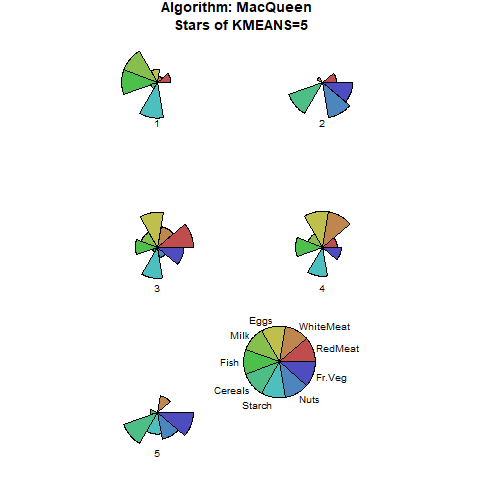 Algorithm: MacQueen
Stars of KMEANS=5
1
2
3
4
Eggs
WhiteMeat
Milk
RedMeat
Fish
Fr.Veg
Cereals
Nuts
Starch
5